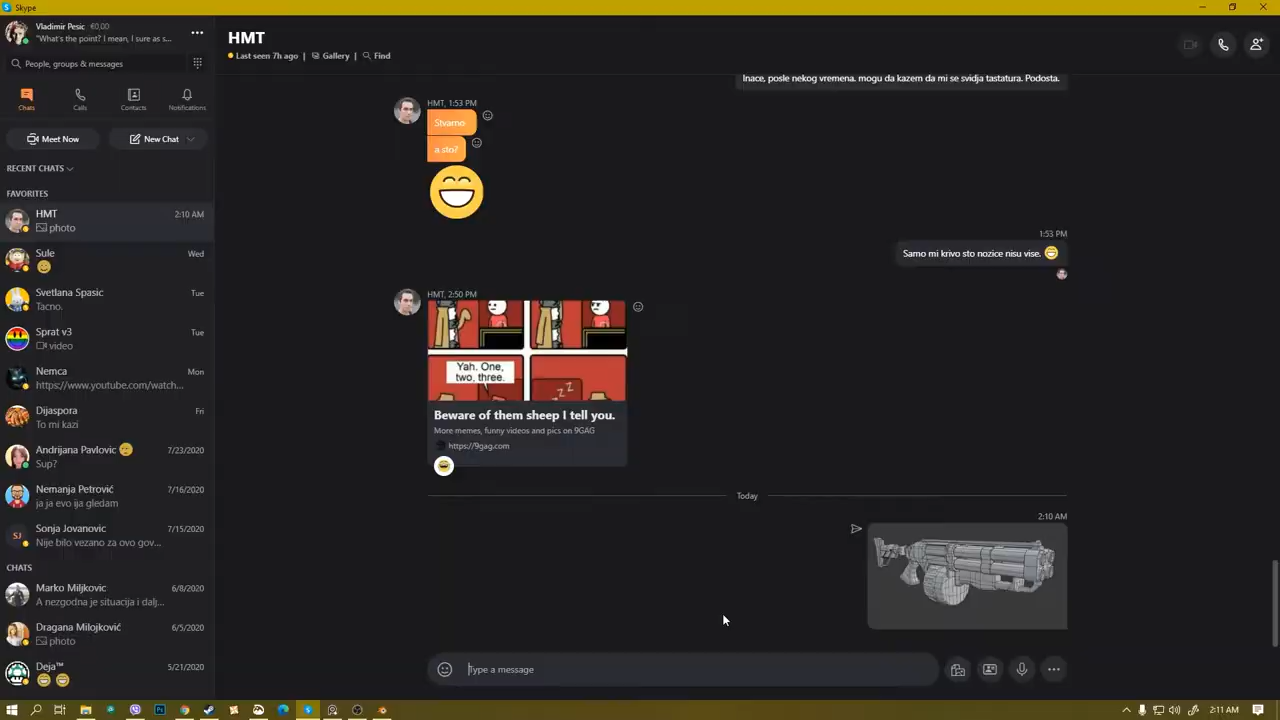 Skype
Vladimir Pesic €0,00
"What's the point? I mean, I sure as s...
People, groups & messages
Chats
Calls
Contacts
Notifications
Meet Now
New Chat
RECENT CHATS
FAVORITES
HMT
2:10 AM
photo
Sule
Wed
Svetlana Spasic
Tue
Tacno.
Sprat v3
Tue
video
Nemca
Mon
https://www.youtube.com/watch...
Dijaspora
Fri
To mi kazi
Andrijana Pavlovic
7/23/2020
Sup?
Nemanja Petrović
7/16/2020
ja ja evo ija gledam
SJ
Sonja Jovanovic
7/15/2020
Nije bilo vezano za ovo gov...
CHATS
Marko Miljkovic
6/8/2020
A nezgodna je situacija i dalj...
Dragana Milojković
6/5/2020
photo
Deja™
5/21/2020
HMT
Last seen 7h ago | Gallery | Find
Inace, posle nekog vremena. mogu da kazem da mi se svidja tastatura. Podosta.
HMT, 1:53 PM
Stvarno
a sto?
1:53 PM
Samo mi krivo sto nozice nisu vise.
HMT, 2:50 PM
Yah. One,
two, three.
Z Z Z
Beware of them sheep I tell you.
More memes, funny videos and pics on 9GAG
https://9gag.com
Today
2:10 AM
Type a message
2:11 AM